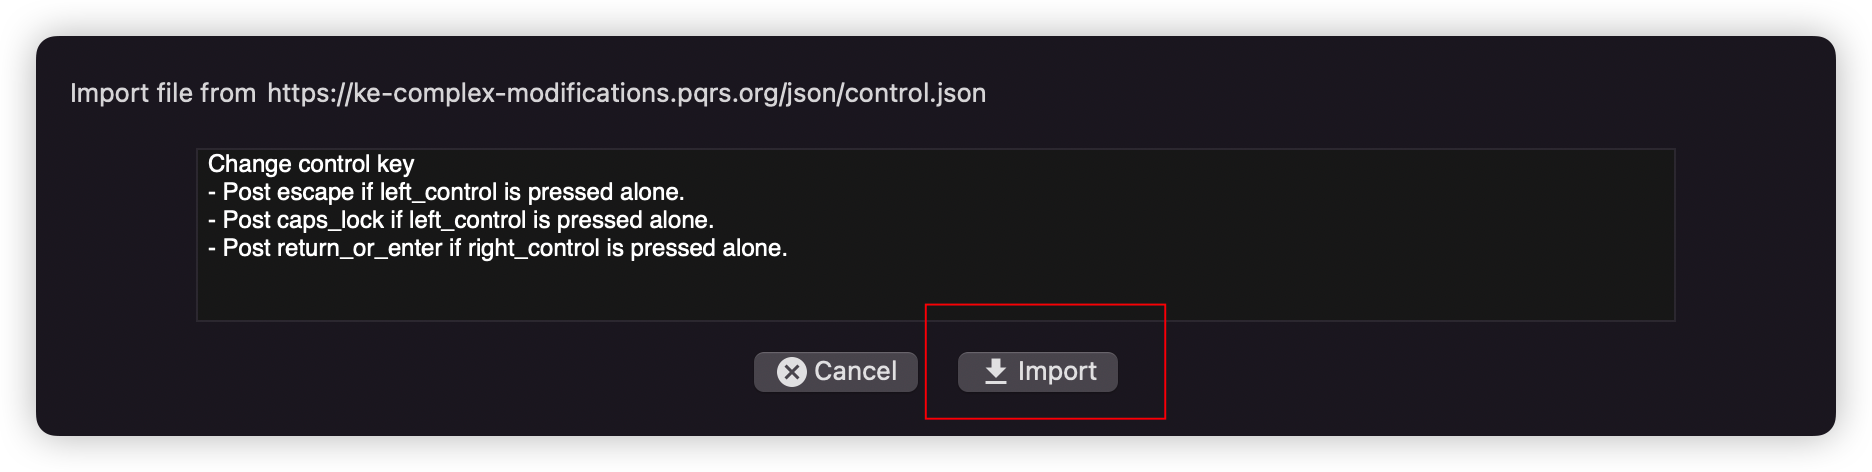 Import file from https://ke-complex-modifications.pqrs.org/json/control.json
Change control key
- Post escape if left_control is pressed alone.
- Post caps_lock if left_control is pressed alone.
- Post return_or_enter if right_control is pressed alone.
Cancel
Import